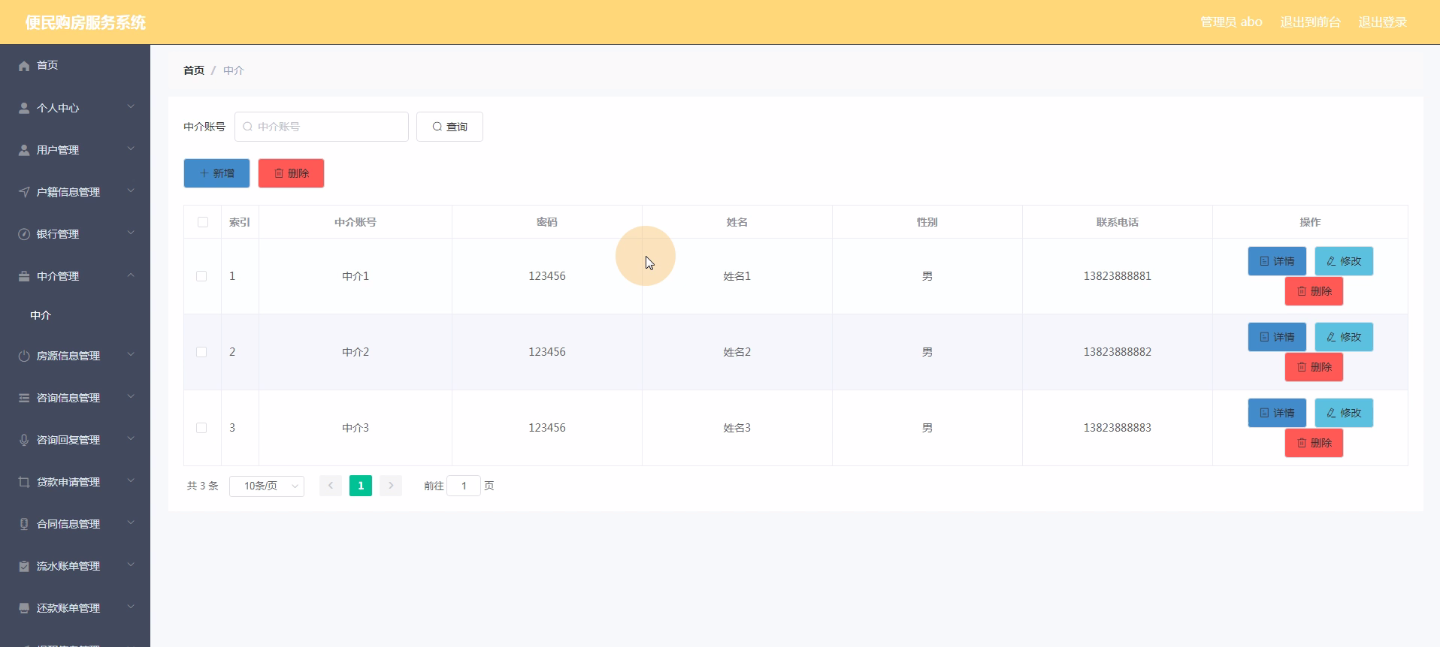 便民购房服务系统
管理员 abo 退出到前台 退出登录
首页
个人中心
用户管理
户籍信息管理
银行管理
中介管理
中介
房源信息管理
咨询信息管理
咨询回复管理
贷款申请管理
合同信息管理
流水账单管理
还款账单管理
首页 / 中介
中介账号 中介账号 查询
新增 删除
索引 中介账号 密码 姓名 性别 联系电话 操作
1 中介1 123456 姓名1 男 13823888881 详情 修改
删除
2 中介2 123456 姓名2 男 13823888882 详情 修改
删除
3 中介3 123456 姓名3 男 13823888883 详情 修改
删除
共 3 条 10条/页 1 前往 1 页